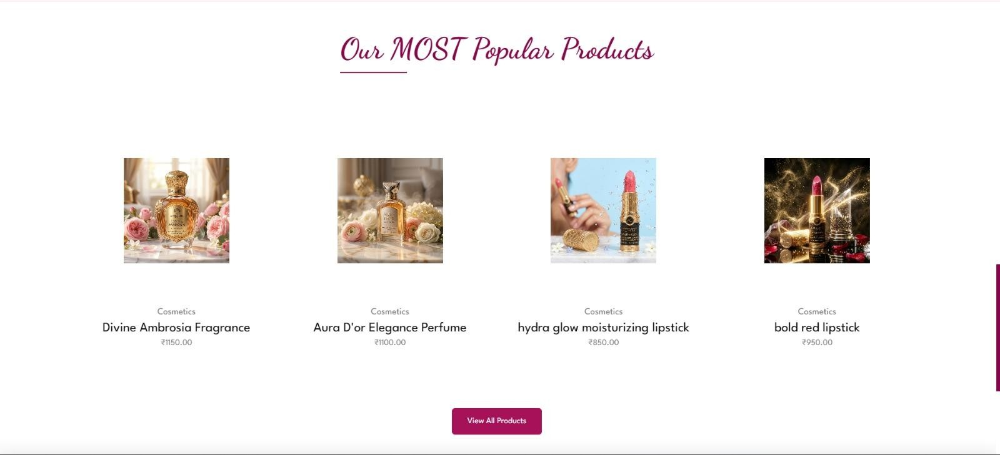 Our MOST Popular Products
Cosmetics
Divine Ambrosia Fragrance
₹1150.00
Cosmetics
Aura D'or Elegance Perfume
₹1100.00
Cosmetics
hydra glow moisturizing lipstick
₹850.00
Cosmetics
bold red lipstick
₹950.00
View All Products